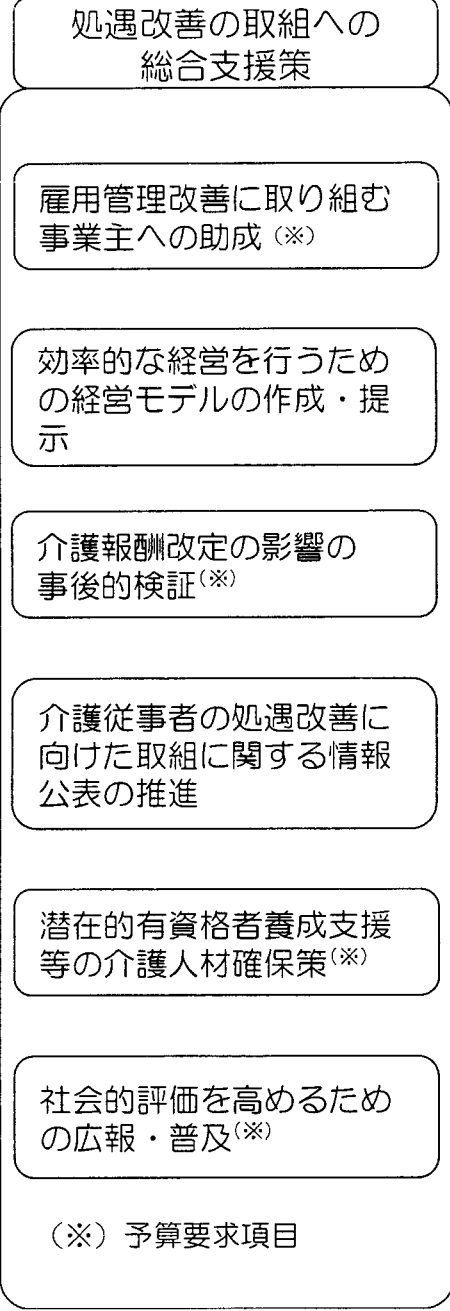 処遇改善の取組への
総合支援策
雇用管理改善に取り組む
事業主への助成（※）
効率的な経営を行うため
の経営モデルの作成・提
示
介護報酬改定の影響の
事後的検証（※）
介護従事者の処遇改善に
向けた取組に関する情報
公表の推進
潜在的有資格者養成支援
等の介護人材確保策（※）
社会的評価を高めるため
の広報・普及（※）
（※）予算要求項目